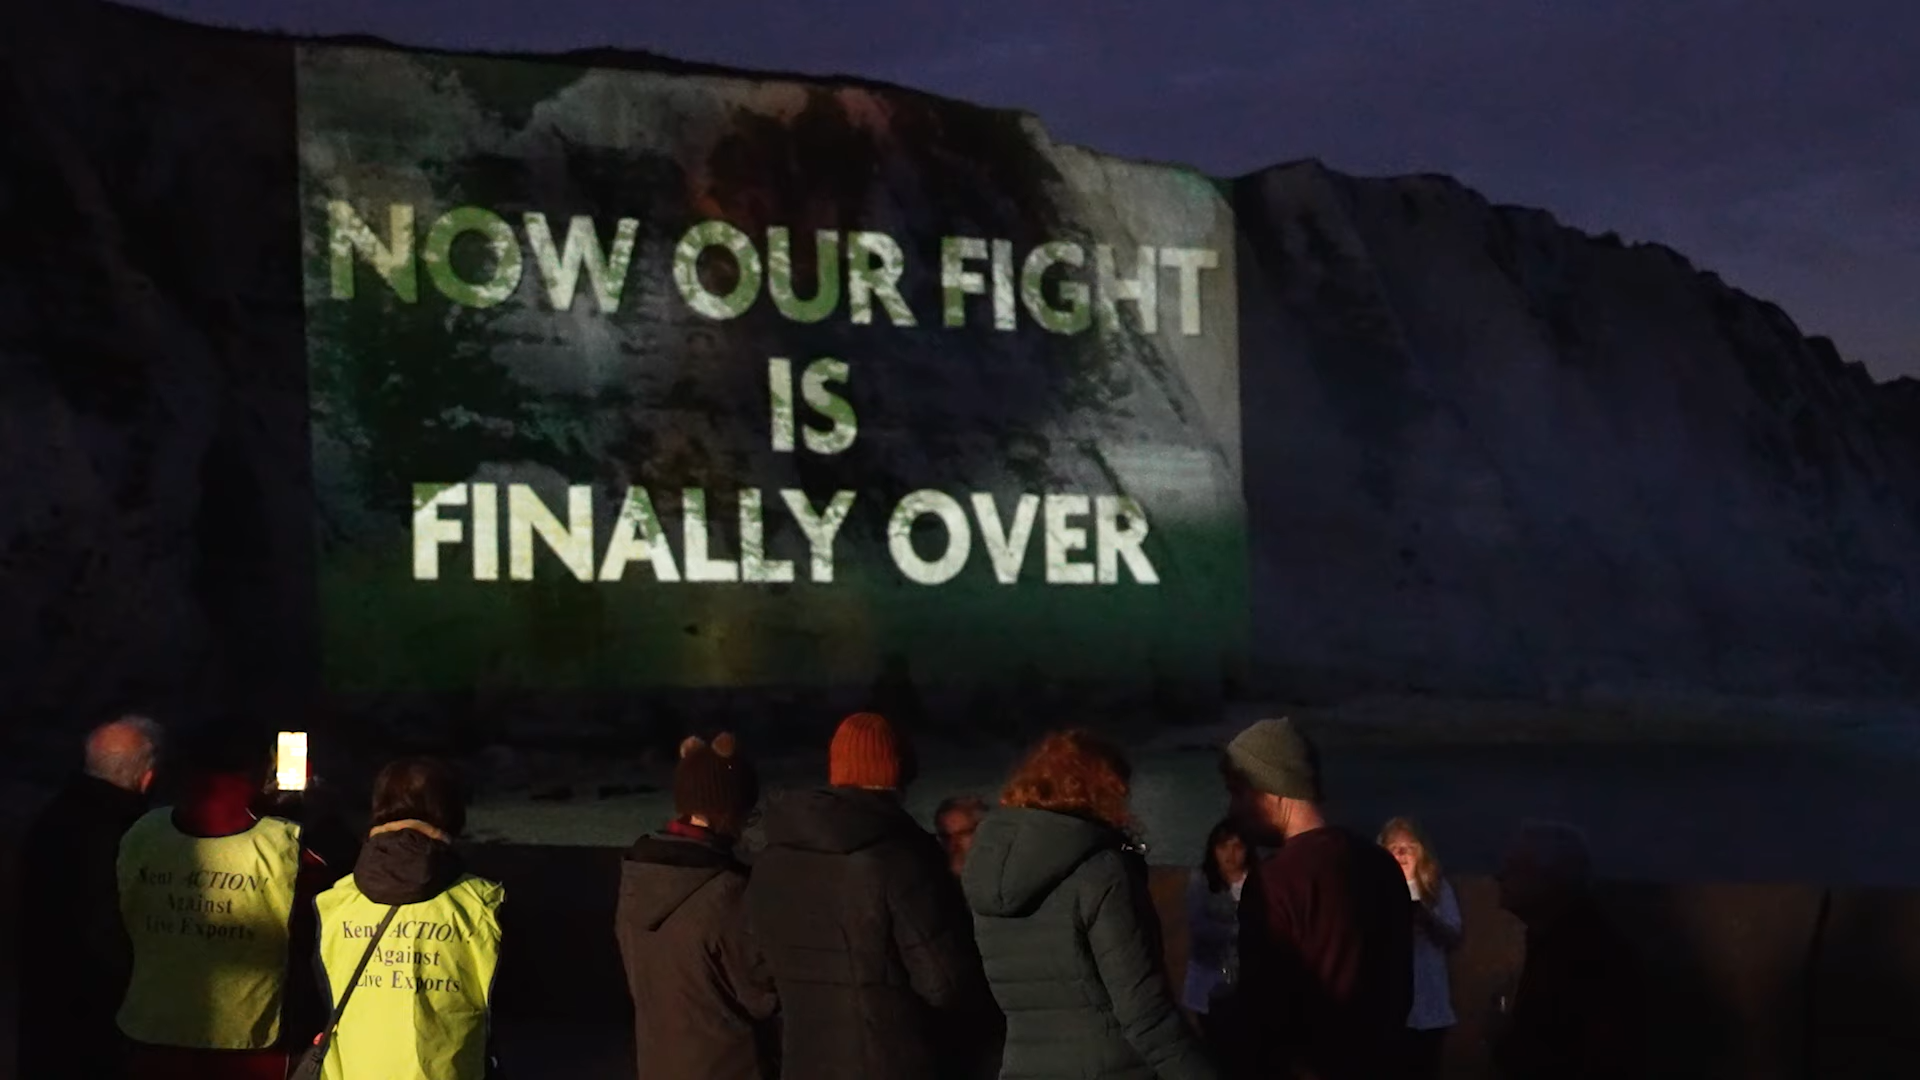 NOW OUR FIGHT
IS
FINALLY OVER
Kent ACTION!
Against
Live Exports
Kent ACTION!
Against
Live Exports